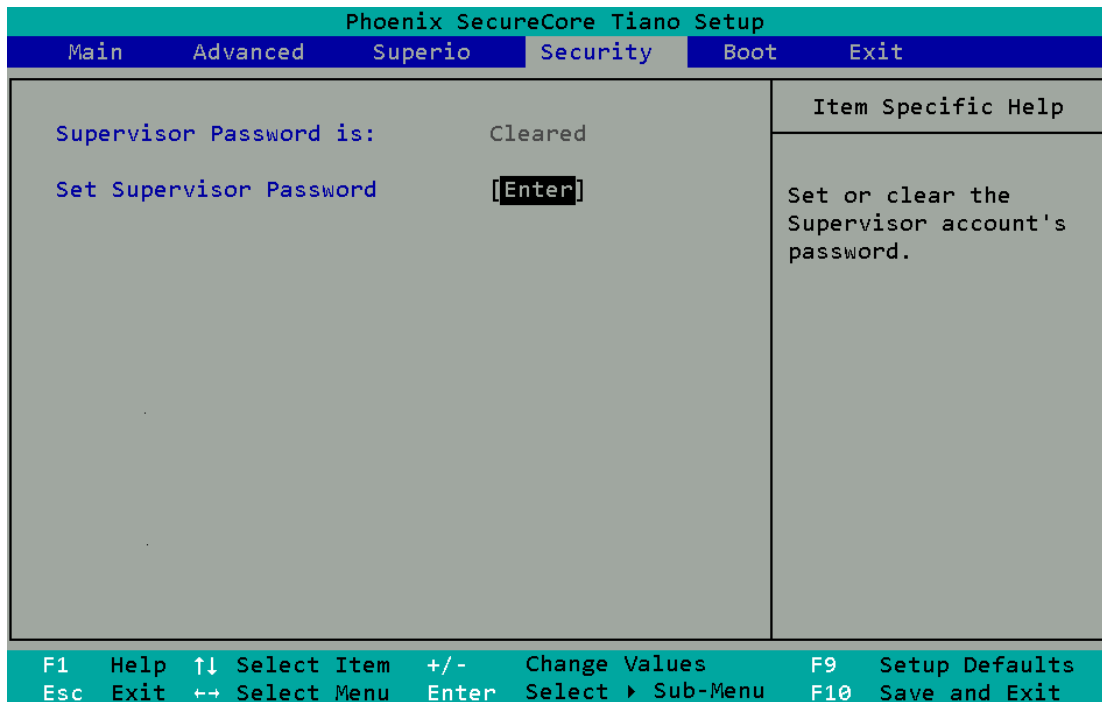 Phoenix SecureCore Tiano Setup
Main Advanced Superio Security Boot Exit
Item Specific Help
Supervisor Password is: Cleared
Set Supervisor Password [Enter]
Set or clear the
Supervisor account's
password.
F1 Help ↑↓ Select Item +/- Change Values F9 Setup Defaults
Esc Exit ←→ Select Menu Enter Select ▸ Sub-Menu F10 Save and Exit